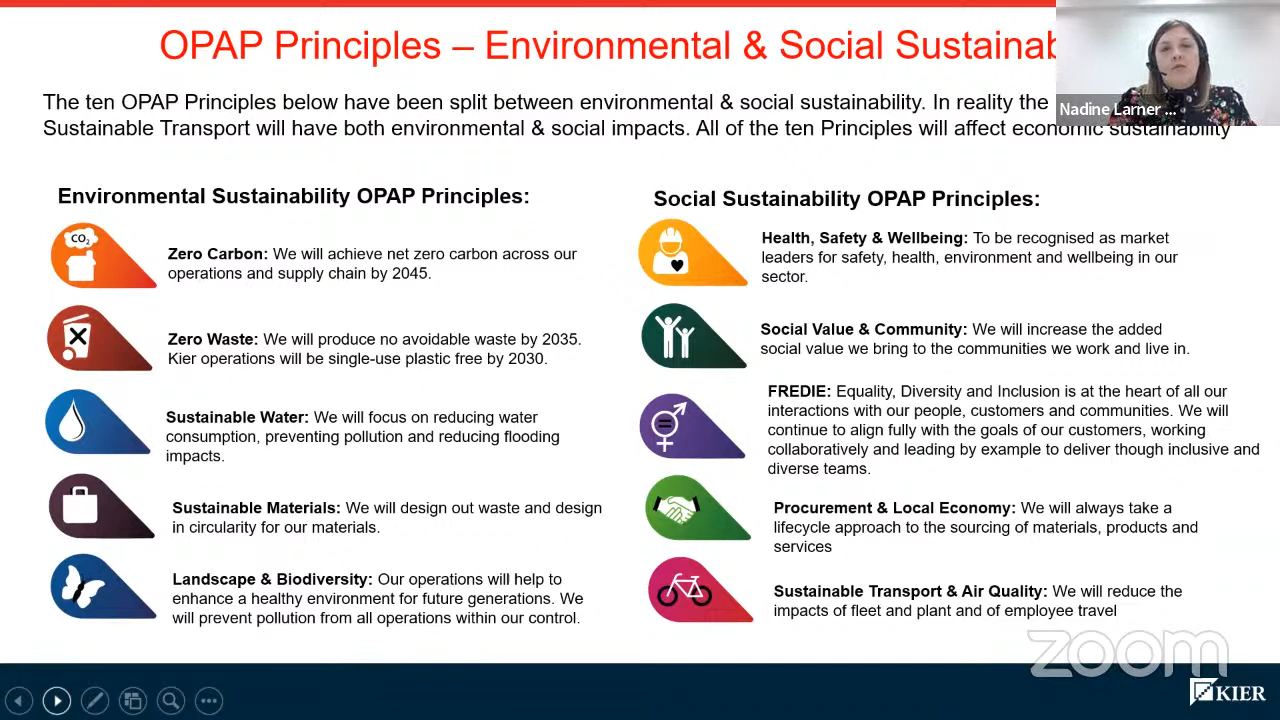 OPAP Principles – Environmental & Social Sustainab
Nadine Larner ...
The ten OPAP Principles below have been split between environmental & social sustainability. In reality the
Sustainable Transport will have both environmental & social impacts. All of the ten Principles will affect economic sustainability
Environmental Sustainability OPAP Principles:
CO2
Zero Carbon: We will achieve net zero carbon across our
operations and supply chain by 2045.
Zero Waste: We will produce no avoidable waste by 2035.
Kier operations will be single-use plastic free by 2030.
Sustainable Water: We will focus on reducing water
consumption, preventing pollution and reducing flooding
impacts.
Sustainable Materials: We will design out waste and design
in circularity for our materials.
Landscape & Biodiversity: Our operations will help to
enhance a healthy environment for future generations. We
will prevent pollution from all operations within our control.
Social Sustainability OPAP Principles:
Health, Safety & Wellbeing: To be recognised as market
leaders for safety, health, environment and wellbeing in our
sector.
Social Value & Community: We will increase the added
social value we bring to the communities we work and live in.
FREDIE: Equality, Diversity and Inclusion is at the heart of all our
interactions with our people, customers and communities. We will
continue to align fully with the goals of our customers, working
collaboratively and leading by example to deliver though inclusive and
diverse teams.
Procurement & Local Economy: We will always take a
lifecycle approach to the sourcing of materials, products and
services
Sustainable Transport & Air Quality: We will reduce the
impacts of fleet and plant and of employee travel
zoom
KIER